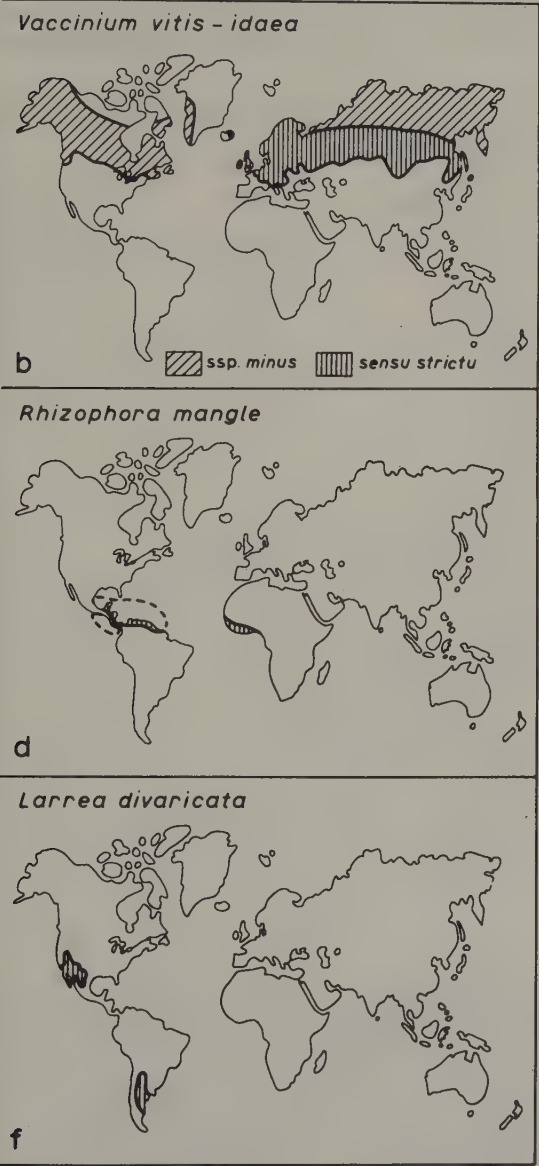 Vaccinium vitis-idaea
b
ssp. minus
sensu strictu
Rhizophora mangle
d
Larrea divaricata
f